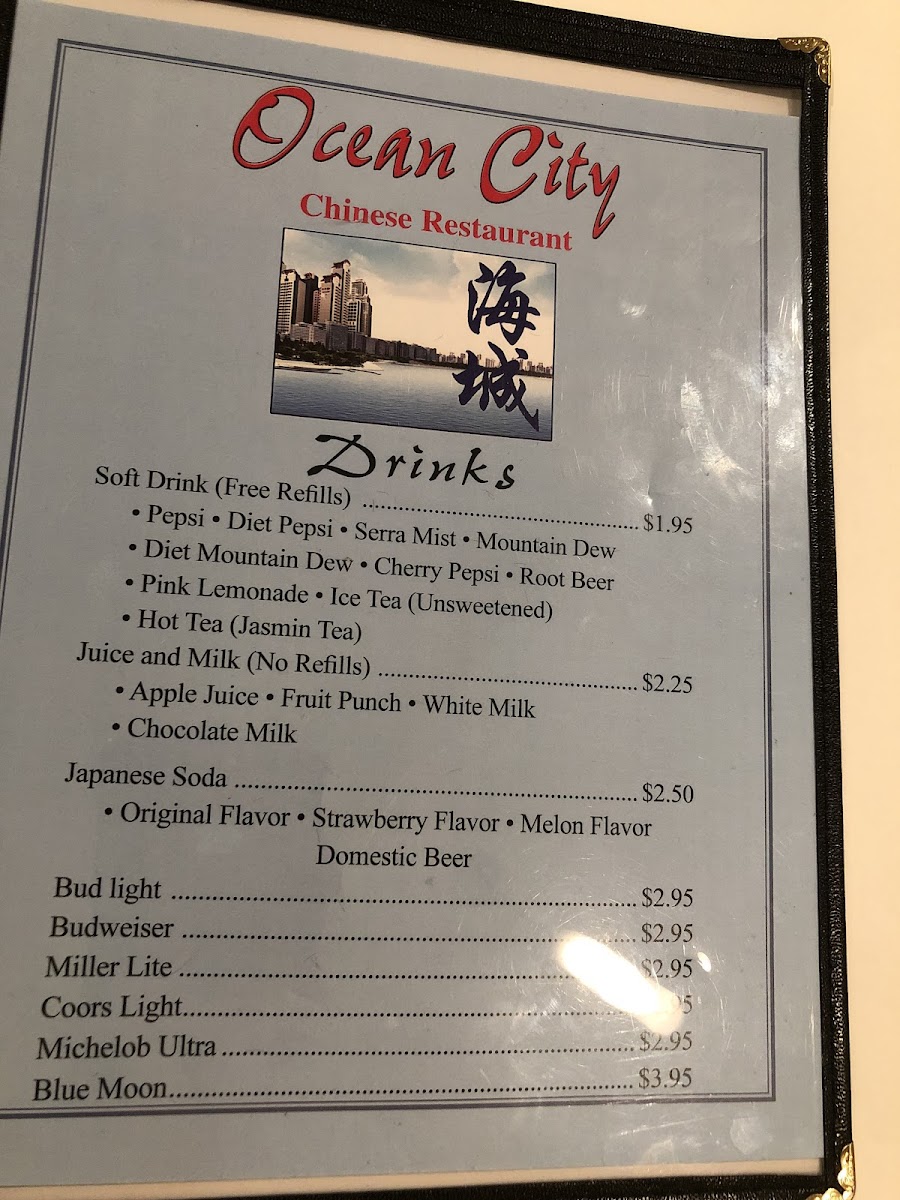 Ocean City
Chinese Restaurant
海城
Drinks
Soft Drink (Free Refills) ........................................ $1.95
• Pepsi • Diet Pepsi • Serra Mist • Mountain Dew
• Diet Mountain Dew • Cherry Pepsi • Root Beer
• Pink Lemonade • Ice Tea (Unsweetened)
• Hot Tea (Jasmin Tea)
Juice and Milk (No Refills) ..................................... $2.25
• Apple Juice • Fruit Punch • White Milk
• Chocolate Milk
Japanese Soda .......................................................... $2.50
• Original Flavor • Strawberry Flavor • Melon Flavor
Domestic Beer
Bud light ................................................................... $2.95
Budweiser ................................................................. $2.95
Miller Lite ................................................................. $2.95
Coors Light.................................................................
Michelob Ultra ........................................................... $2.95
Blue Moon................................................................... $3.95